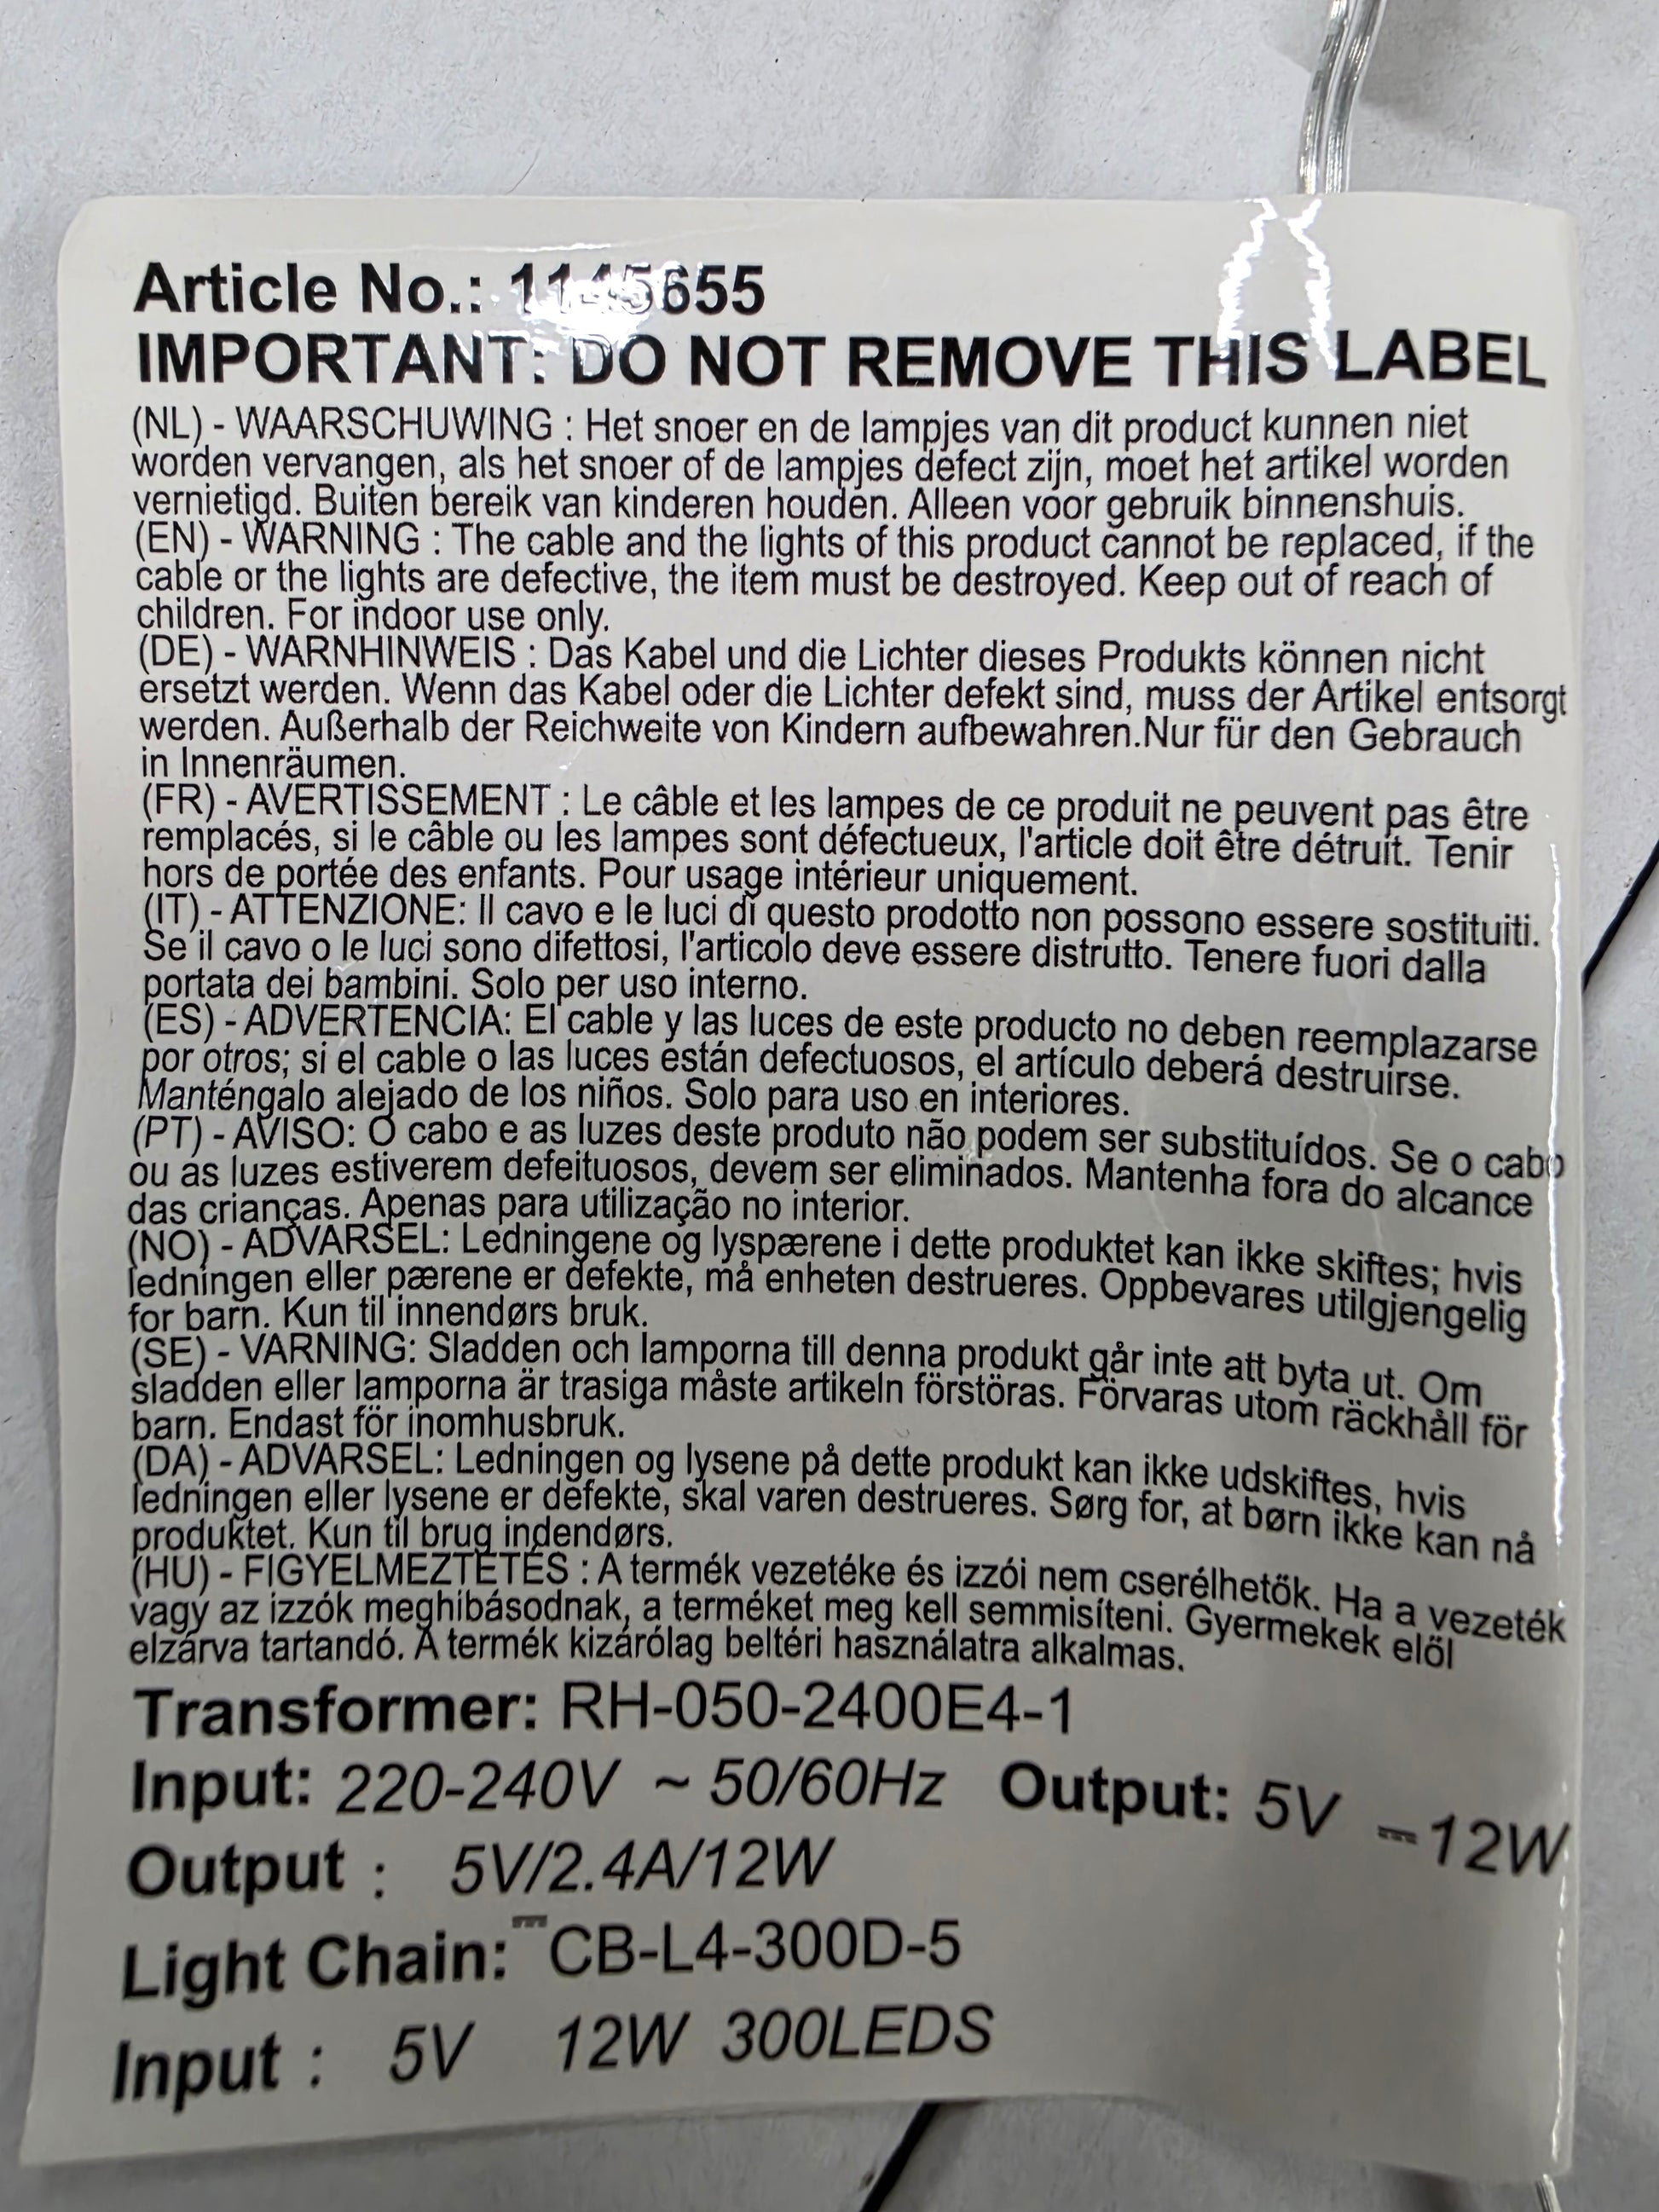 Article No.: 1145655
IMPORTANT: DO NOT REMOVE THIS LABEL
(NL) - WAARSCHUWING : Het snoer en de lampjes van dit product kunnen niet
worden vervangen, als het snoer of de lampjes defect zijn, moet het artikel worden
vernietigd. Buiten bereik van kinderen houden. Alleen voor gebruik binnenshuis.
(EN) - WARNING : The cable and the lights of this product cannot be replaced, if the
cable or the lights are defective, the item must be destroyed. Keep out of reach of
children. For indoor use only.
(DE) - WARNHINWEIS : Das Kabel und die Lichter dieses Produkts können nicht
ersetzt werden. Wenn das Kabel oder die Lichter defekt sind, muss der Artikel entsorgt
werden. Außerhalb der Reichweite von Kindern aufbewahren.Nur für den Gebrauch
in Innenräumen.
(FR) - AVERTISSEMENT : Le câble et les lampes de ce produit ne peuvent pas être
remplacés, si le câble ou les lampes sont défectueux, l'article doit être détruit. Tenir
hors de portée des enfants. Pour usage intérieur uniquement.
(IT) - ATTENZIONE: Il cavo e le luci di questo prodotto non possono essere sostituiti.
Se il cavo o le luci sono difettosi, l'articolo deve essere distrutto. Tenere fuori dalla
portata dei bambini. Solo per uso interno.
(ES) - ADVERTENCIA: El cable y las luces de este producto no deben reemplazarse
por otros; si el cable o las luces están defectuosos, el artículo deberá destruirse.
Manténgalo alejado de los niños. Solo para uso en interiores.
(PT) - AVISO: O cabo e as luzes deste produto não podem ser substituídos. Se o cabo
ou as luzes estiverem defeituosos, devem ser eliminados. Mantenha fora do alcance
das crianças. Apenas para utilização no interior.
(NO) - ADVARSEL: Ledningene og lyspærene i dette produktet kan ikke skiftes; hvis
ledningen eller pærene er defekte, må enheten destrueres. Oppbevares utilgjengelig
for barn. Kun til innendørs bruk.
(SE) - VARNING: Sladden och lamporna till denna produkt går inte att byta ut. Om
sladden eller lamporna är trasiga måste artikeln förstöras. Förvaras utom räckhåll för
barn. Endast för inomhusbruk.
(DA) - ADVARSEL: Ledningen og lysene på dette produkt kan ikke udskiftes, hvis
ledningen eller lysene er defekte, skal varen destrueres. Sørg for, at børn ikke kan nå
produktet. Kun til brug indendørs.
(HU) - FIGYELMEZTETÉS : A termék vezetéke és izzói nem cserélhetők. Ha a vezeték
vagy az izzók meghibásodnak, a terméket meg kell semmisíteni. Gyermekek elől
elzárva tartandó. A termék kizárólag beltéri használatra alkalmas.
Transformer: RH-050-2400E4-1
Input: 220-240V ~ 50/60Hz Output: 5V ⎓12W
Output : 5V/2.4A/12W
Light Chain: ⎓CB-L4-300D-5
Input : 5V 12W 300LEDS